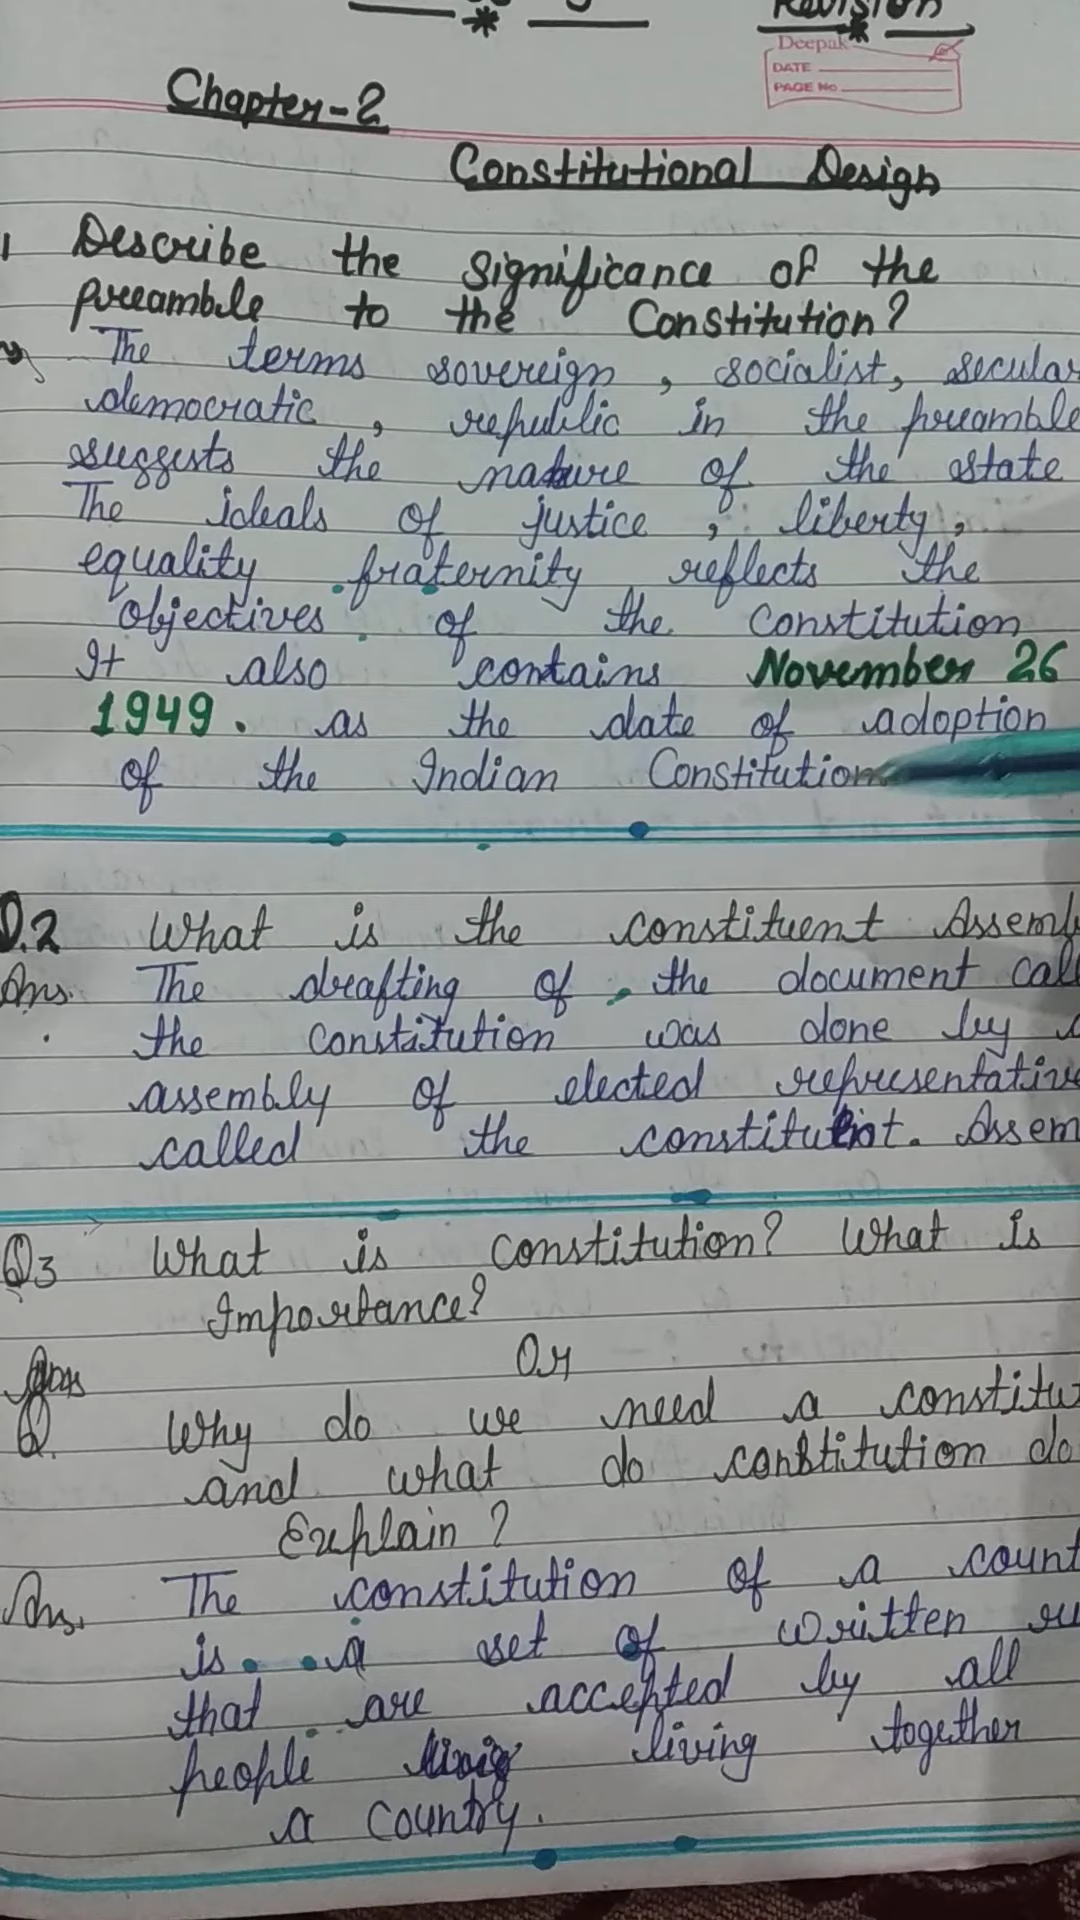 Revision
Deepak
DATE
PAGE No
Chapter-2
Constitutional Design
1 Describe the significance of the
preamble to the Constitution?
The terms sovereign, socialist, secular
democratic, republic in the preamble
suggests the nature of the state
The ideals of justice, liberty,
equality fraternity reflects the
objectives of the Constitution
It also contains November 26
1949. as the date of adoption
of the Indian Constitution
Q.2 What is the constituent Assemb
Ans. The drafting of the document call
the constitution was done by
assembly of elected representative
called the constituent. Assem
Q3 What is constitution? What is
Importance?
Or
Q. Why do we need a constitu
and what do constitution do
Explain?
Ans. The constitution of a count
is a set of written ru
that are accepted by all
people living together
a country.